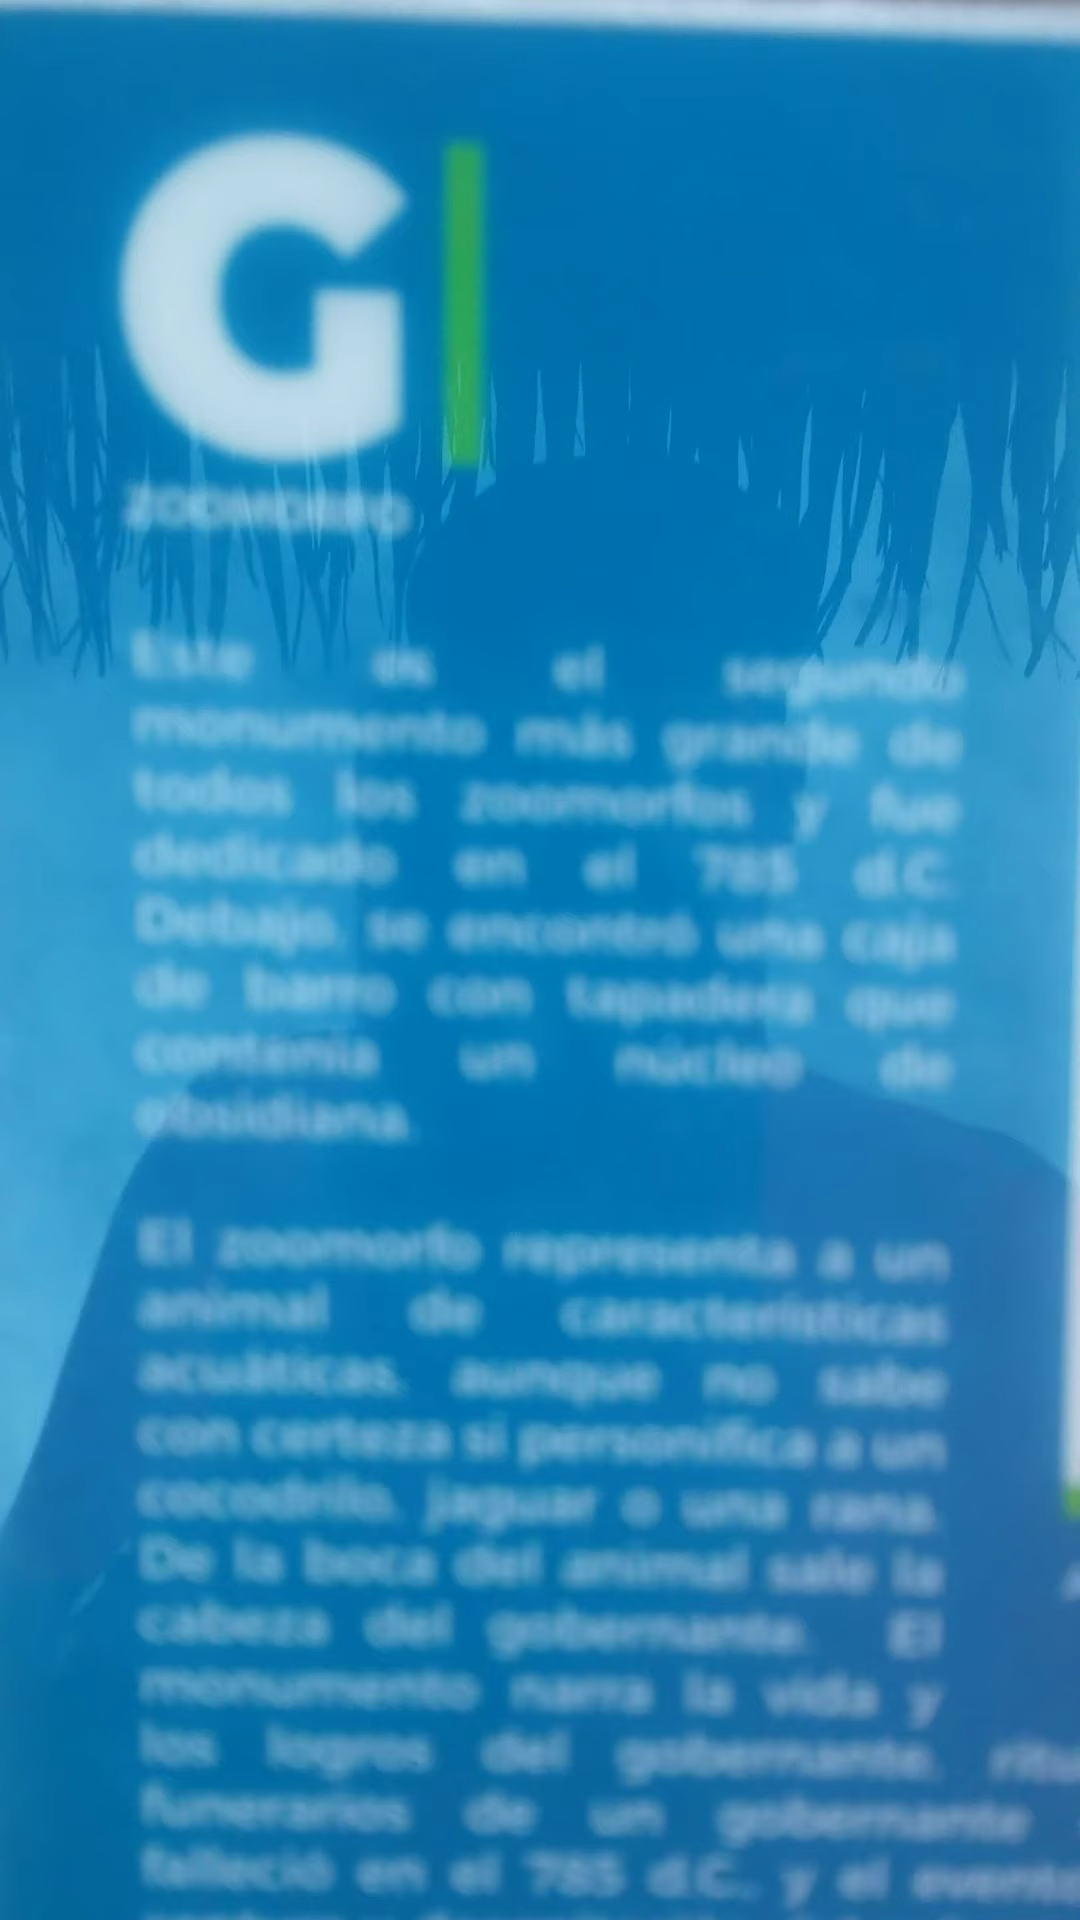 G
ZOOMORFO
Este es el segundo
monumento más grande de
todos los zoomorfos y fue
dedicado en el 785 d.C.
Debajo, se encontró una caja
de barro con tapadera que
contenía un núcleo de
obsidiana.
El zoomorfo representa a un
animal de características
acuáticas, aunque no sabe
con certeza si personifica a un
cocodrilo, jaguar o una rana.
De la boca del animal sale la
cabeza del gobernante. El
monumento narra la vida y
los logros del gobernante,
funerarios de un gobernante
falleció en el 785 d.C., y el